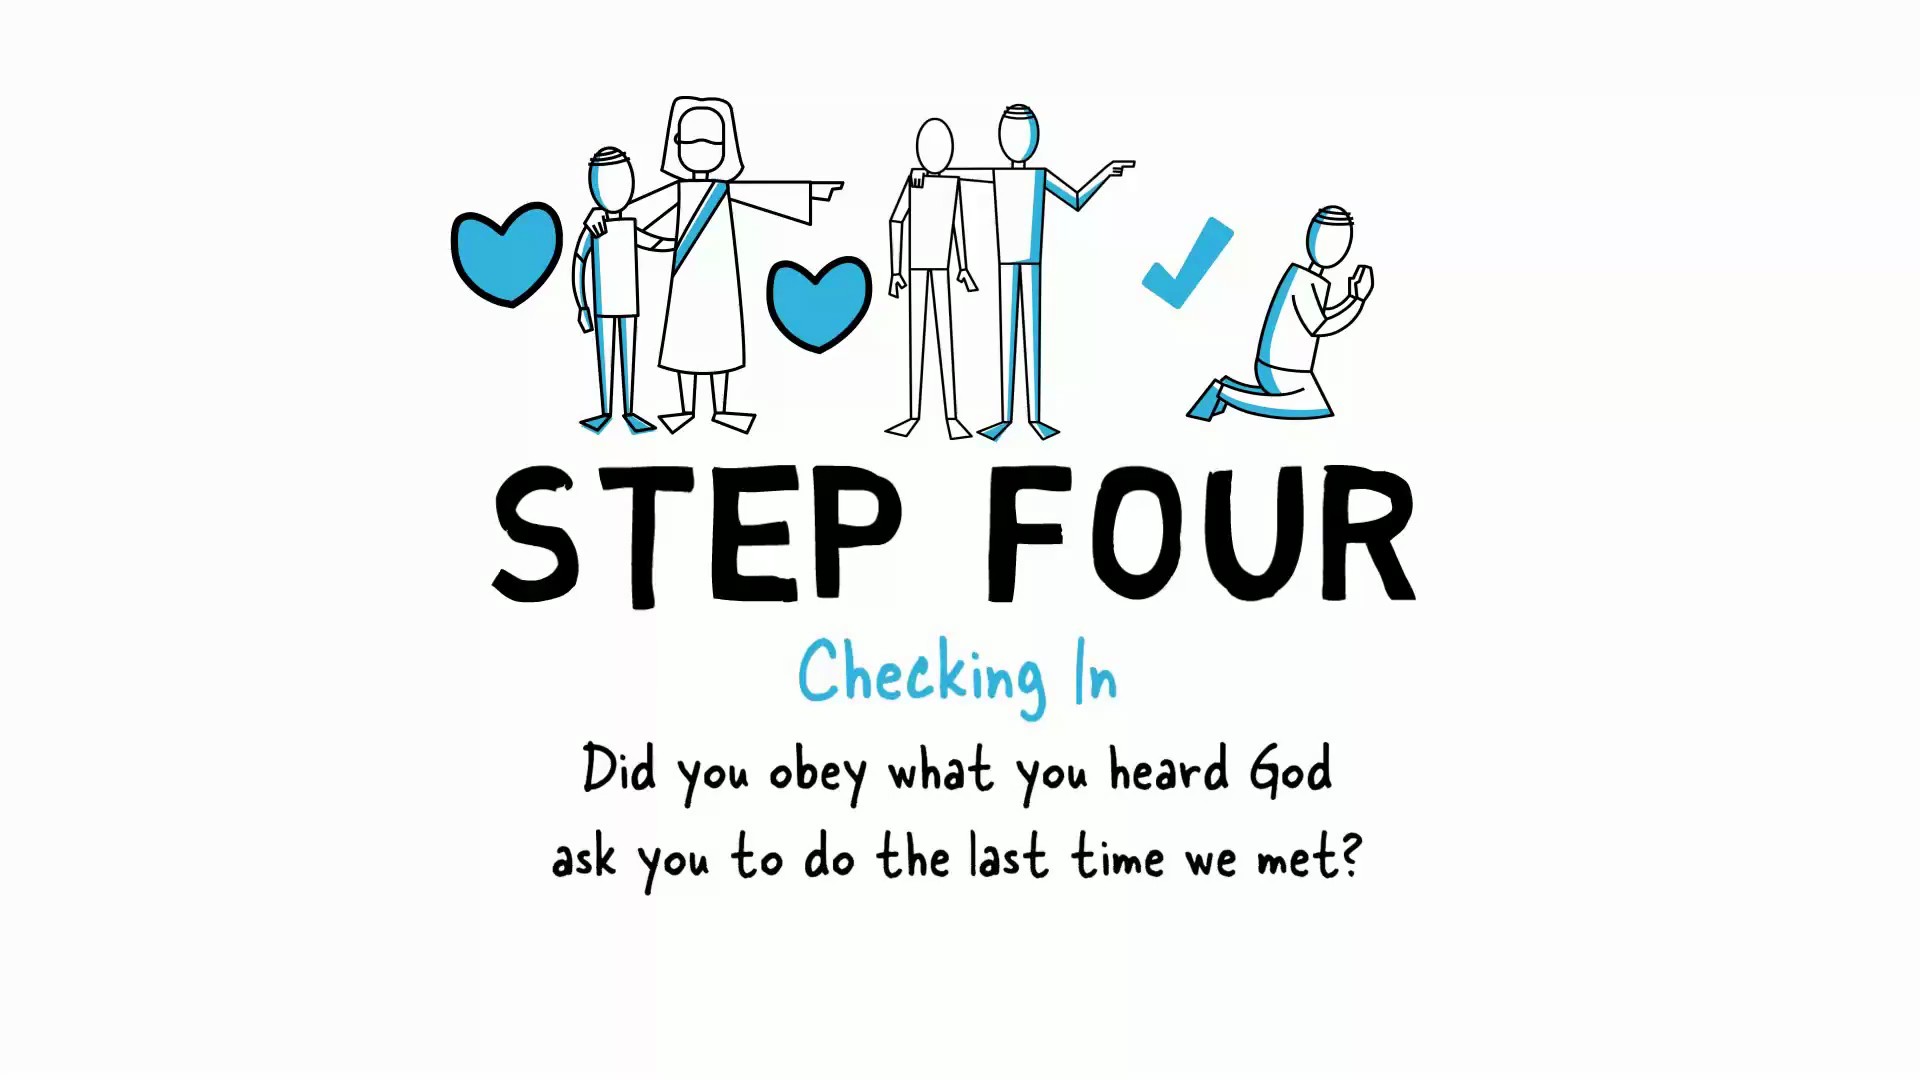 STEP FOUR
Checking In
Did you obey what you heard God
ask you to do the last time we met?